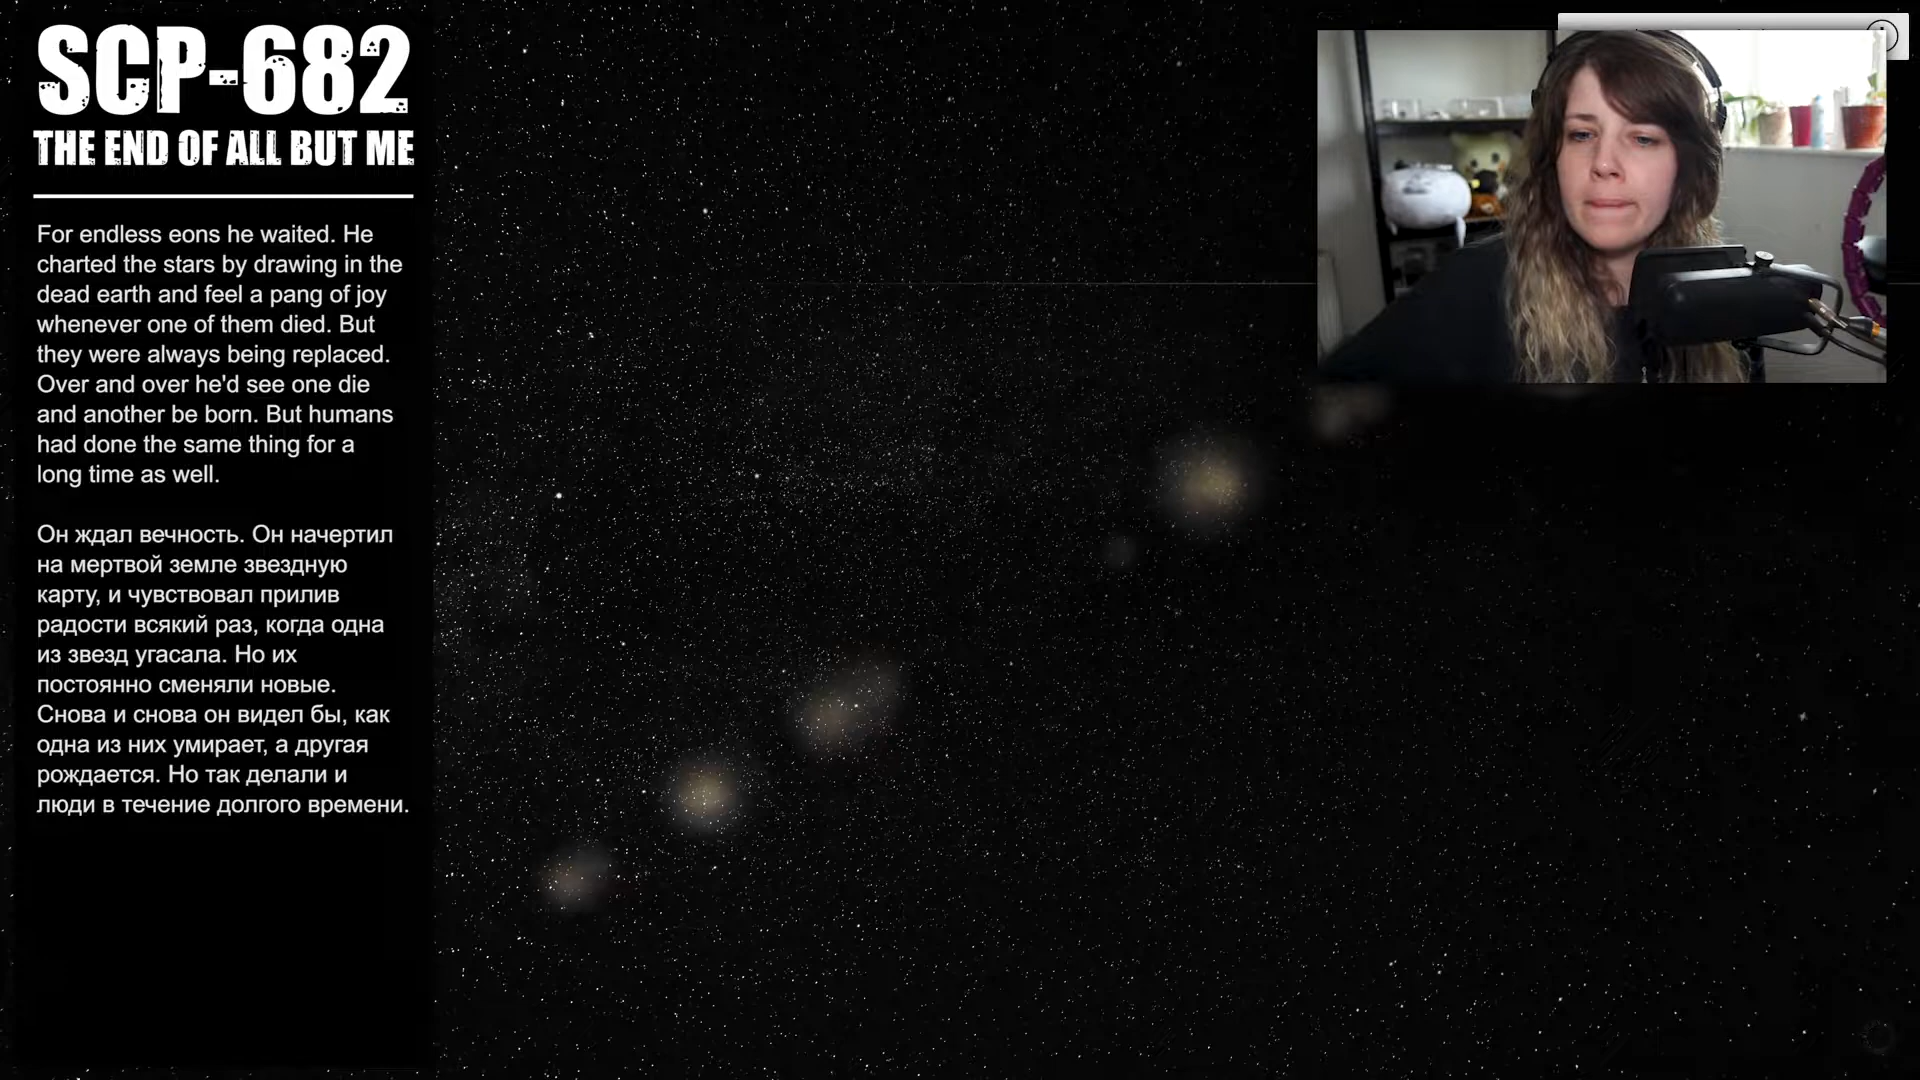 SCP-682
THE END OF ALL BUT ME
For endless eons he waited. He
charted the stars by drawing in the
dead earth and feel a pang of joy
whenever one of them died. But
they were always being replaced.
Over and over he'd see one die
and another be born. But humans
had done the same thing for a
long time as well.
Он ждал вечность. Он начертил
на мертвой земле звездную
карту, и чувствовал прилив
радости всякий раз, когда одна
из звезд угасала. Но их
постоянно сменяли новые.
Снова и снова он видел бы, как
одна из них умирает, а другая
рождается. Но так делали и
люди в течение долгого времени.